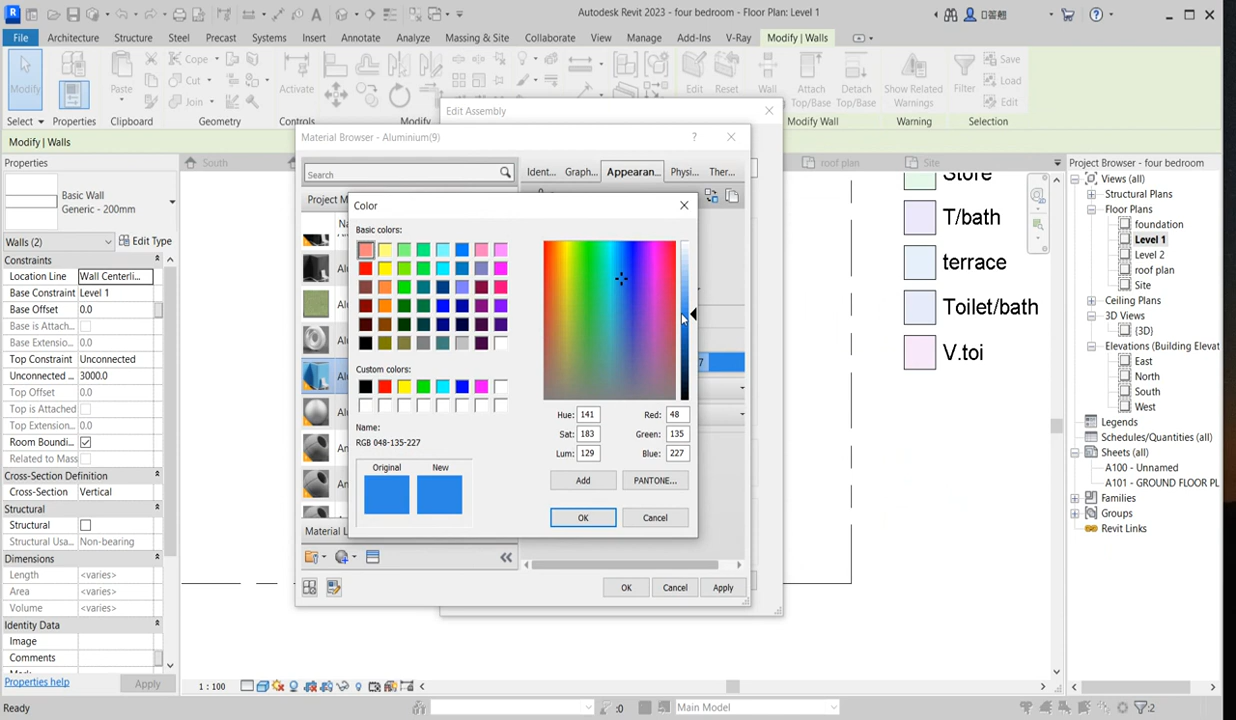 Autodesk Revit 2023 - four bedroom - Floor Plan: Level 1
File Architecture Structure Steel Precast Systems Insert Annotate Analyze Massing & Site Collaborate View Manage Add-Ins V-Ray Modify | Walls
Modify Paste Cope Cut Join Activate Edit Reset Attach Top/Base Detach Top/Base Show Related Warnings Filter Save Load Edit
Select Properties Clipboard Geometry Controls Modify Modify Wall Warning Selection
Modify | Walls
Properties
Basic Wall
Generic - 200mm
Walls (2) Edit Type
Constraints
Location Line Wall Centerli...
Base Constraint Level 1
Base Offset 0.0
Base is Attach...
Base Extensio...
Top Constraint Unconnected
Unconnected ... 3000.0
Top Offset 0.0
Top is Attached
Top Extension... 0.0
Room Boundi...
Related to Mass
Cross-Section Definition
Cross-Section Vertical
Structural
Structural
Structural Usa... Non-bearing
Dimensions
Length <varies>
Area <varies>
Volume <varies>
Identity Data
Image
Comments
Properties help Apply
Ready
South
roof plan
Site
Edit Assembly
Material Browser - Aluminium(9)
?
Search
Ident... Graph... Appearan... Physi... Ther...
Project M
Material L
OK Cancel Apply
Color
Basic colors:
Custom colors:
Name:
RGB 048-135-227
Original New
Hue: 141 Red: 48
Sat: 183 Green: 135
Lum: 129 Blue: 227
Add PANTONE...
OK Cancel
Store
T/bath
terrace
Toilet/bath
V.toi
1 : 100
:0
Main Model
:2
Project Browser - four bedroom
Views (all)
Structural Plans
Floor Plans
foundation
Level 1
Level 2
roof plan
Site
Ceiling Plans
3D Views
{3D}
Elevations (Building Elevat
East
North
South
West
Legends
Schedules/Quantities (all)
Sheets (all)
A100 - Unnamed
A101 - GROUND FLOOR PL
Families
Groups
Revit Links